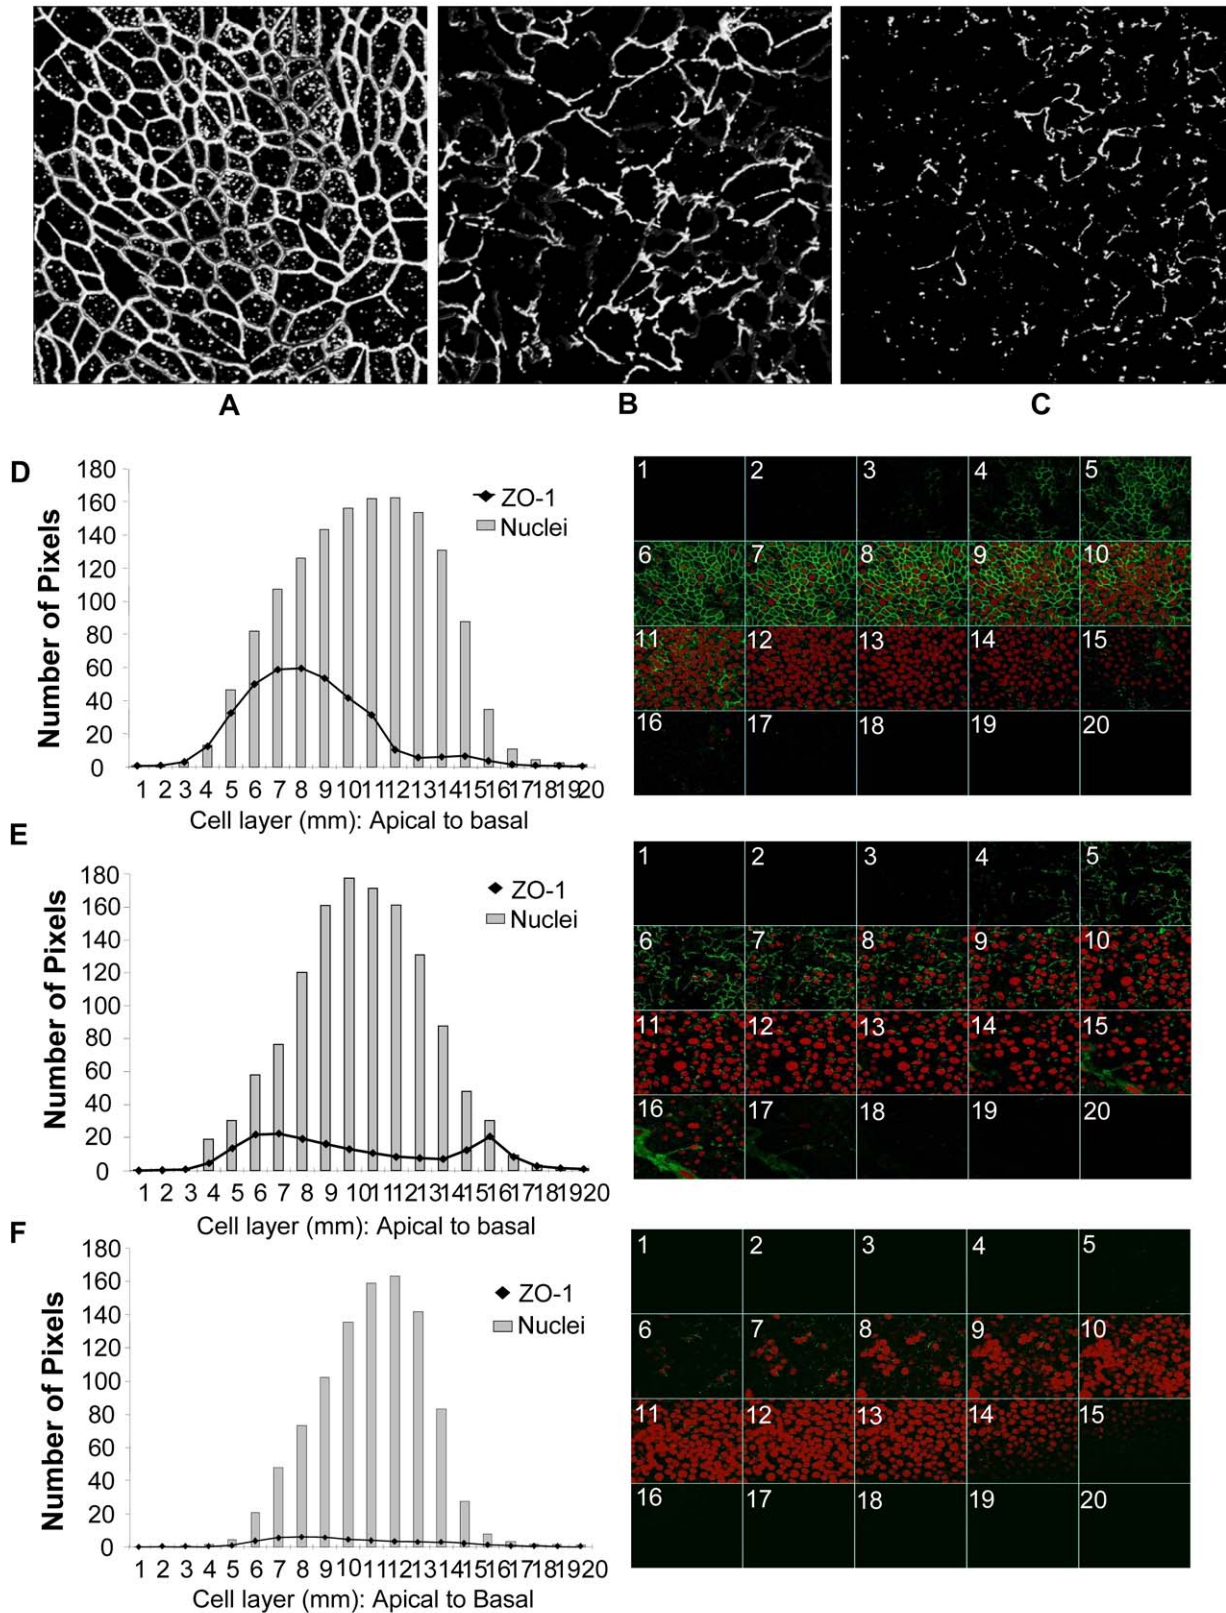 A
B
C
D
180
160
140
120
100
80
60
40
20
0
Number of Pixels
ZO-1
Nuclei
1 2 3 4 5 6 7 8 9 10 11 12 13 14 15 16 17 18 19 20
Cell layer (mm): Apical to basal
1 2 3 4 5
6 7 8 9 10
11 12 13 14 15
16 17 18 19 20
E
180
160
140
120
100
80
60
40
20
0
Number of Pixels
ZO-1
Nuclei
1 2 3 4 5 6 7 8 9 10 11 12 13 14 15 16 17 18 19 20
Cell layer (mm): Apical to basal
1 2 3 4 5
6 7 8 9 10
11 12 13 14 15
16 17 18 19 20
F
180
160
140
120
100
80
60
40
20
0
Number of Pixels
ZO-1
Nuclei
1 2 3 4 5 6 7 8 9 10 11 12 13 14 15 16 17 18 19 20
Cell layer (mm): Apical to Basal
1 2 3 4 5
6 7 8 9 10
11 12 13 14 15
16 17 18 19 20